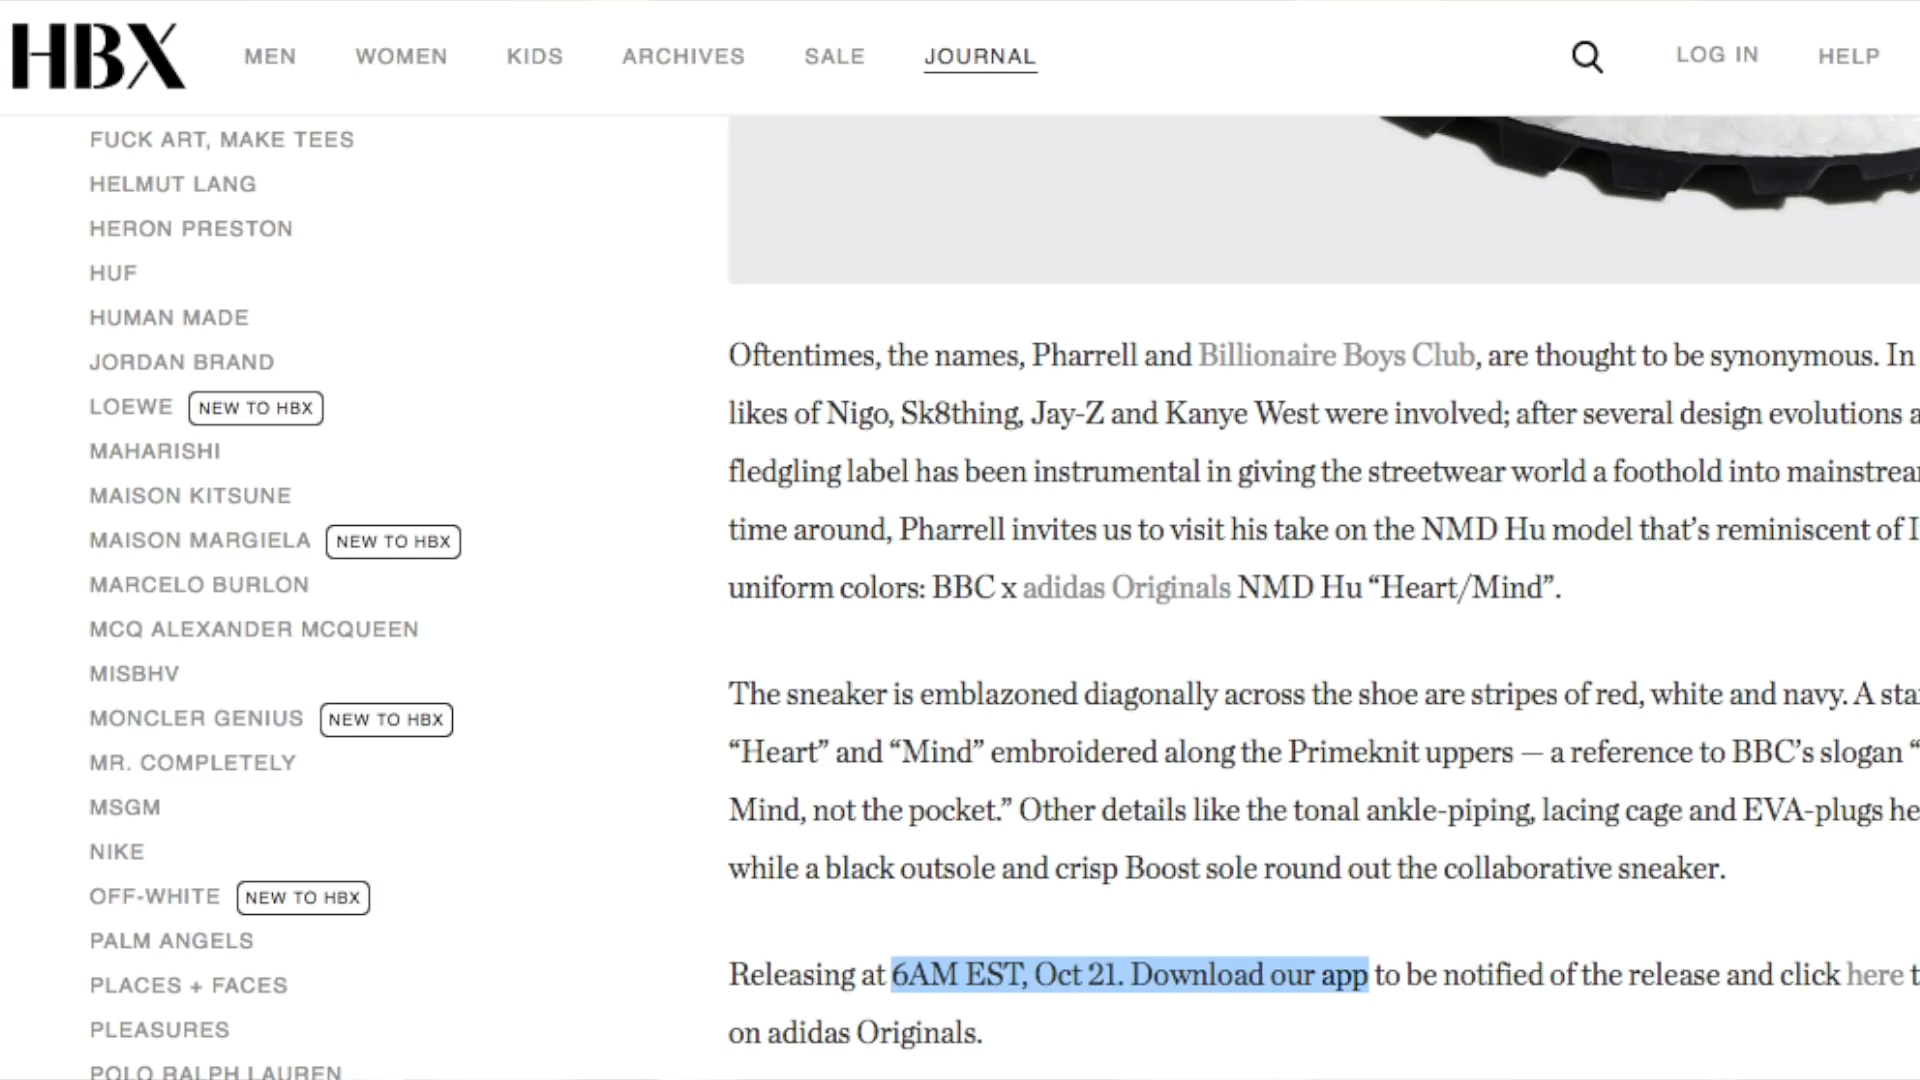 HBX
MEN WOMEN KIDS ARCHIVES SALE JOURNAL LOG IN HELP
FUCK ART, MAKE TEES
HELMUT LANG
HERON PRESTON
HUF
HUMAN MADE
JORDAN BRAND
LOEWE NEW TO HBX
MAHARISHI
MAISON KITSUNE
MAISON MARGIELA NEW TO HBX
MARCELO BURLON
MCQ ALEXANDER MCQUEEN
MISBHV
MONCLER GENIUS NEW TO HBX
MR. COMPLETELY
MSGM
NIKE
OFF-WHITE NEW TO HBX
PALM ANGELS
PLACES + FACES
PLEASURES
POLO RALPH LAUREN
Oftentimes, the names, Pharrell and Billionaire Boys Club, are thought to be synonymous. In
likes of Nigo, Sk8thing, Jay-Z and Kanye West were involved; after several design evolutions
fledgling label has been instrumental in giving the streetwear world a foothold into
time around, Pharrell invites us to visit his take on the NMD Hu model that’s reminiscent of
uniform colors: BBC x adidas Originals NMD Hu “Heart/Mind”.
The sneaker is emblazoned diagonally across the shoe are stripes of red, white and navy. A
“Heart” and “Mind” embroidered along the Primeknit uppers — a reference to BBC’s slogan “
Mind, not the pocket.” Other details like the tonal ankle-piping, lacing cage and EVA-plugs
while a black outsole and crisp Boost sole round out the collaborative sneaker.
Releasing at 6AM EST, Oct 21. Download our app to be notified of the release and click here
on adidas Originals.